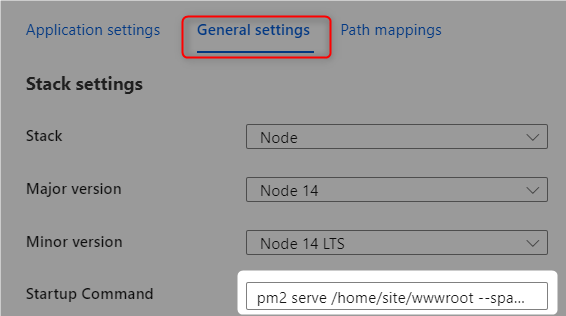 Application settings General settings Path mappings
Stack settings
Stack Node
Major version Node 14
Minor version Node 14 LTS
Startup Command pm2 serve /home/site/wwwroot --spa...